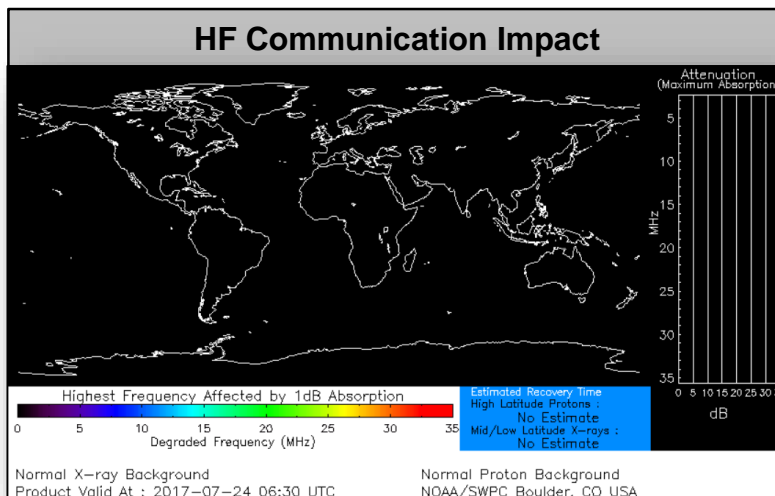 HF Communication Impact
Attenuation
(Maximum Absorption
5
10
15
20
25
30
35
MHz
0 5 10 15 20 25 30
dB
Highest Frequency Affected by 1dB Absorption
0 5 10 15 20 25 30 35
Degraded Frequency (MHz)
Estimated Recovery Time
High Latitude Protons :
No Estimate
Mid/Low Latitude X-rays :
No Estimate
Normal X-ray Background
Product Valid At : 2017-07-24 06:30 UTC
Normal Proton Background
NOAA/SWPC Boulder, CO USA